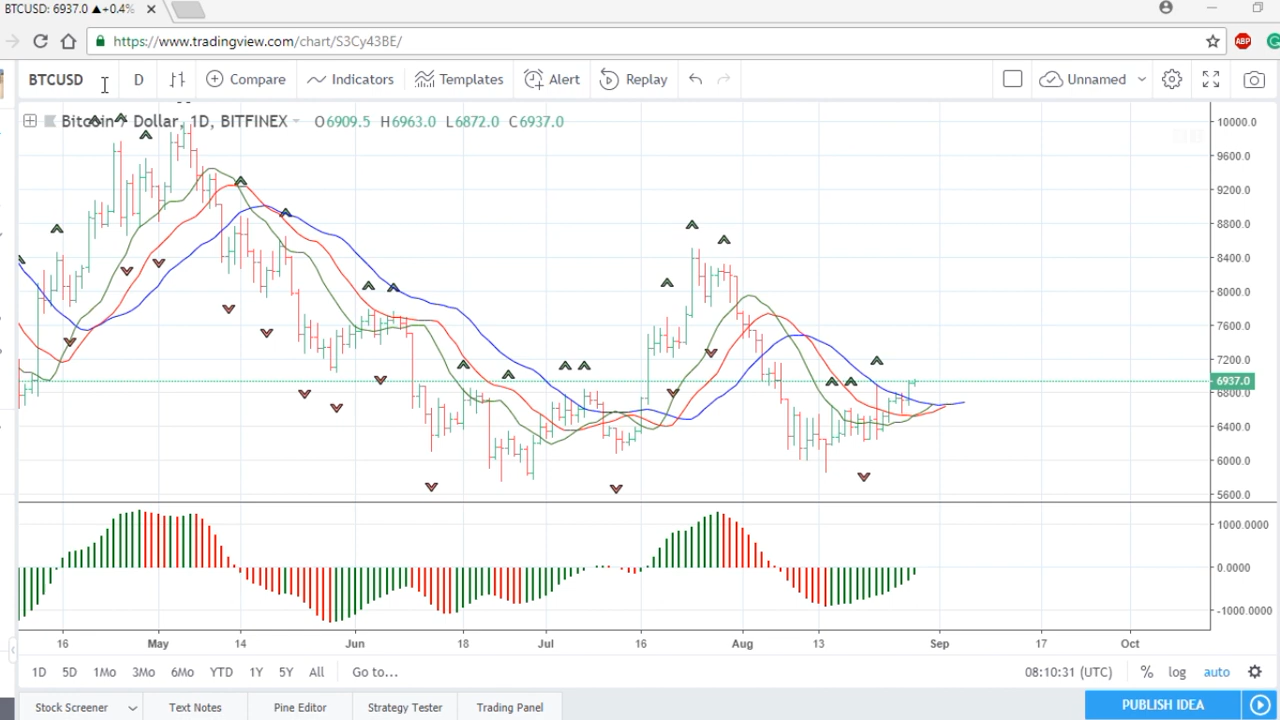 BTCUSD: 6937.0 ▲+0.4%
https://www.tradingview.com/chart/S3Cy43BE/
ABP
BTCUSD D Compare Indicators Templates Alert Replay Unnamed
Bitcoin / Dollar, 1D, BITFINEX O6909.5 H6963.0 L6872.0 C6937.0
10000.0
9600.0
9200.0
8800.0
8400.0
8000.0
7600.0
7200.0
6937.0
6800.0
6400.0
6000.0
5600.0
1000.0000
0.0000
-1000.0000
16 May 14 Jun 18 Jul 16 Aug 13 Sep 17 Oct
1D 5D 1Mo 3Mo 6Mo YTD 1Y 5Y All Go to... 08:10:31 (UTC) % log auto
Stock Screener Text Notes Pine Editor Strategy Tester Trading Panel PUBLISH IDEA